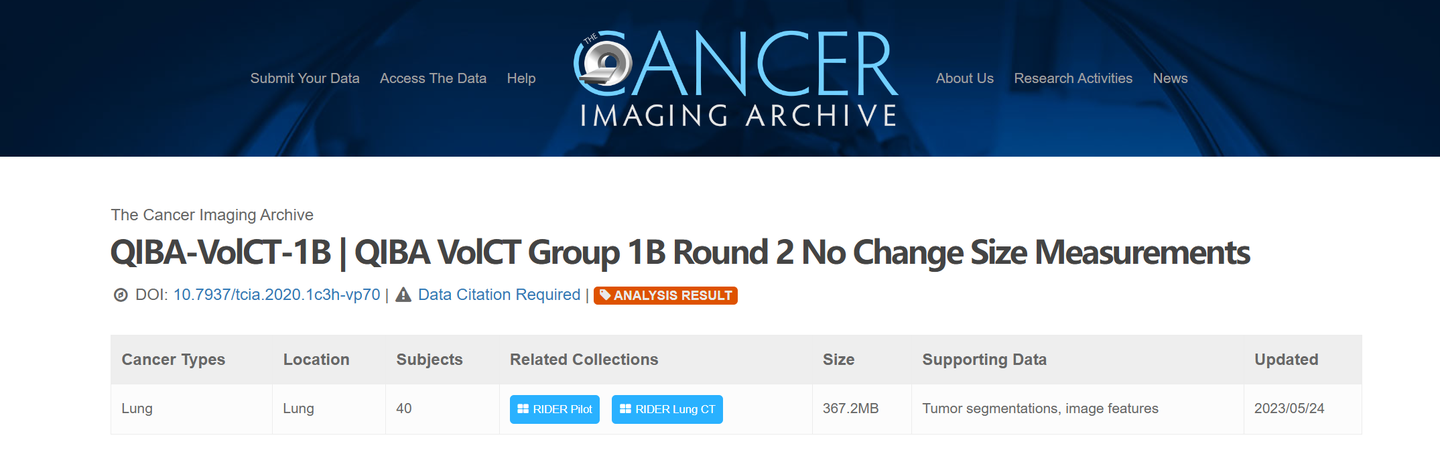 Submit Your Data Access The Data Help
THE
CANCER
IMAGING ARCHIVE
About Us Research Activities News
The Cancer Imaging Archive
QIBA-VolCT-1B | QIBA VolCT Group 1B Round 2 No Change Size Measurements
DOI: 10.7937/tcia.2020.1c3h-vp70 | Data Citation Required | ANALYSIS RESULT
Cancer Types Location Subjects Related Collections Size Supporting Data Updated
Lung Lung 40 RIDER Pilot RIDER Lung CT 367.2MB Tumor segmentations, image features 2023/05/24